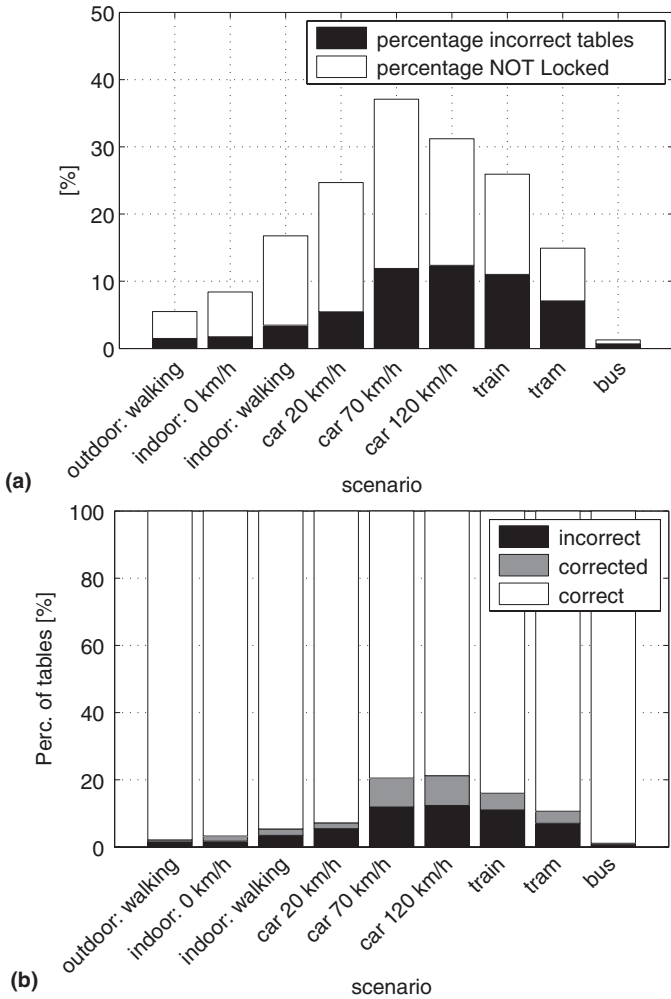 50
40
30
20
10
0
[%]
percentage incorrect tables
percentage NOT Locked
outdoor: walking
indoor: 0 km/h
indoor: walking
car 20 km/h
car 70 km/h
car 120 km/h
train
tram
bus
(a)
scenario
100
80
60
40
20
0
Perc. of tables [%]
incorrect
corrected
correct
outdoor: walking
indoor: 0 km/h
indoor: walking
car 20 km/h
car 70 km/h
car 120 km/h
train
tram
bus
(b)
scenario